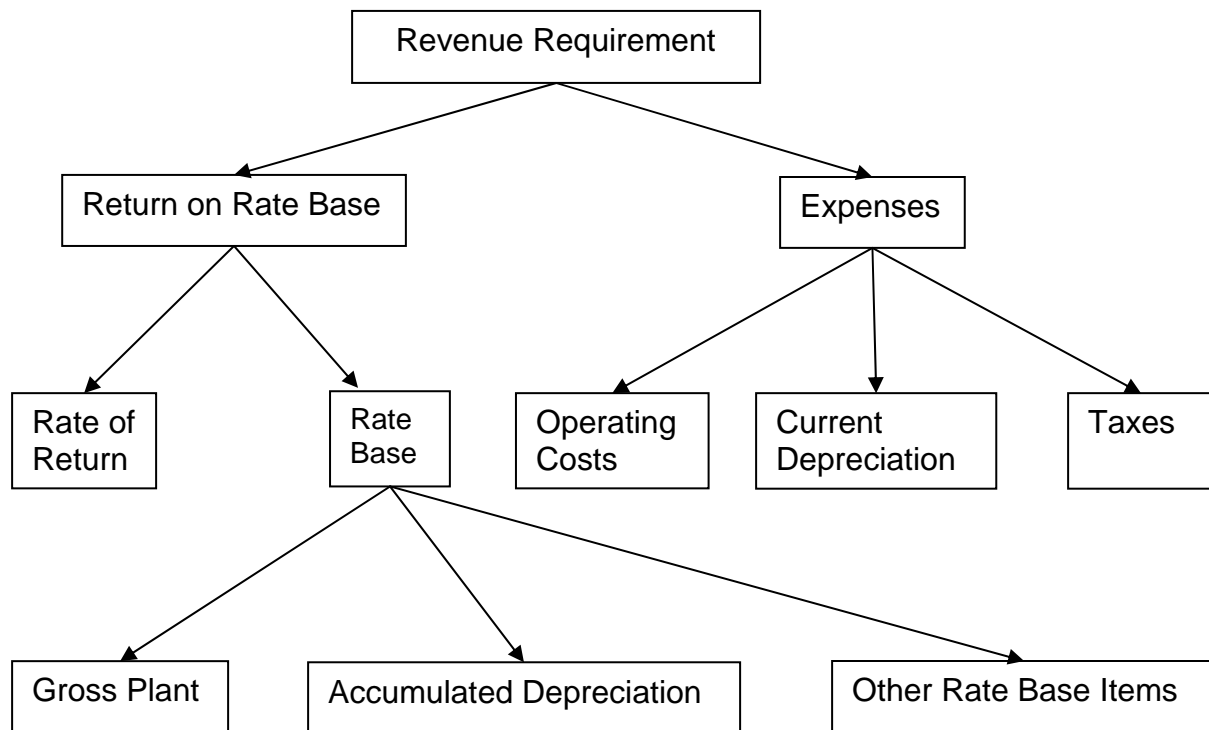 Revenue Requirement
Return on Rate Base
Expenses
Rate of
Return
Rate
Base
Operating
Costs
Current
Depreciation
Taxes
Gross Plant
Accumulated Depreciation
Other Rate Base Items